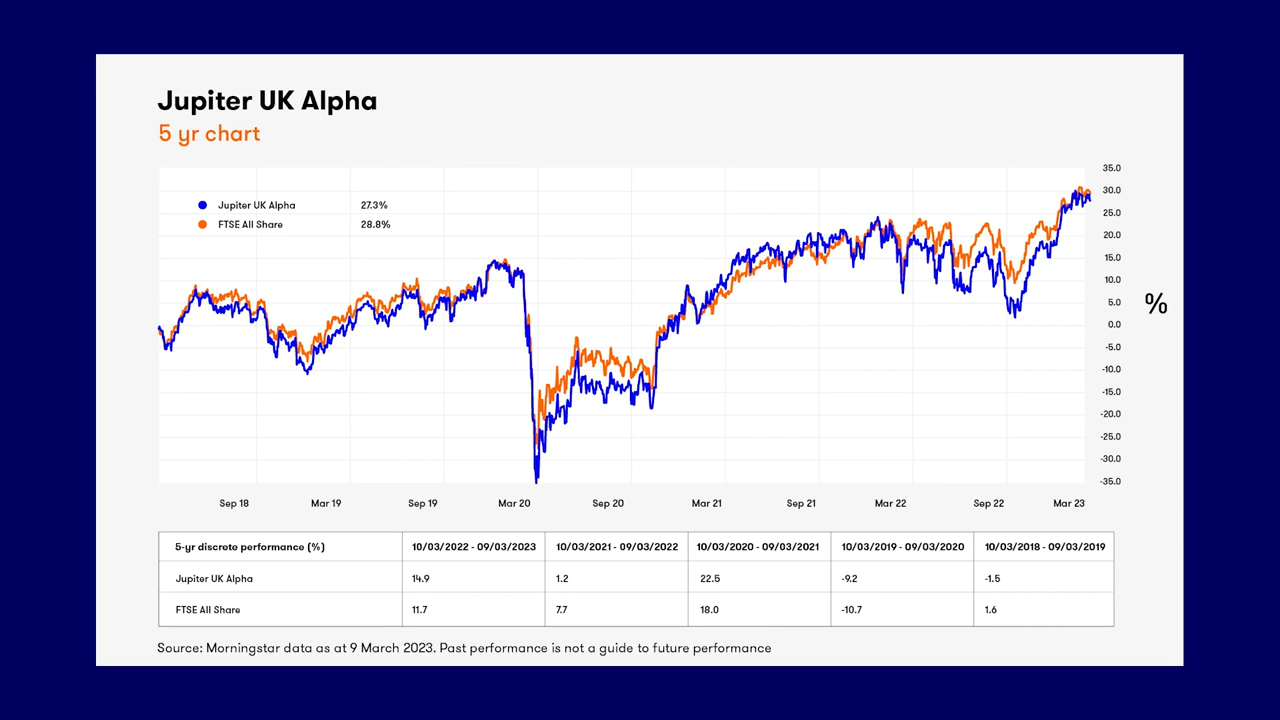 Jupiter UK Alpha
5 yr chart
Jupiter UK Alpha 27.3%
FTSE All Share 28.8%
35.0
30.0
25.0
20.0
15.0
10.0
5.0
0.0
-5.0
-10.0
-15.0
-20.0
-25.0
-30.0
-35.0
%
Sep 18 Mar 19 Sep 19 Mar 20 Sep 20 Mar 21 Sep 21 Mar 22 Sep 22 Mar 23
5-yr discrete performance (%) 10/03/2022 - 09/03/2023 10/03/2021 - 09/03/2022 10/03/2020 - 09/03/2021 10/03/2019 - 09/03/2020 10/03/2018 - 09/03/2019
Jupiter UK Alpha 14.9 1.2 22.5 -9.2 -1.5
FTSE All Share 11.7 7.7 18.0 -10.7 1.6
Source: Morningstar data as at 9 March 2023. Past performance is not a guide to future performance